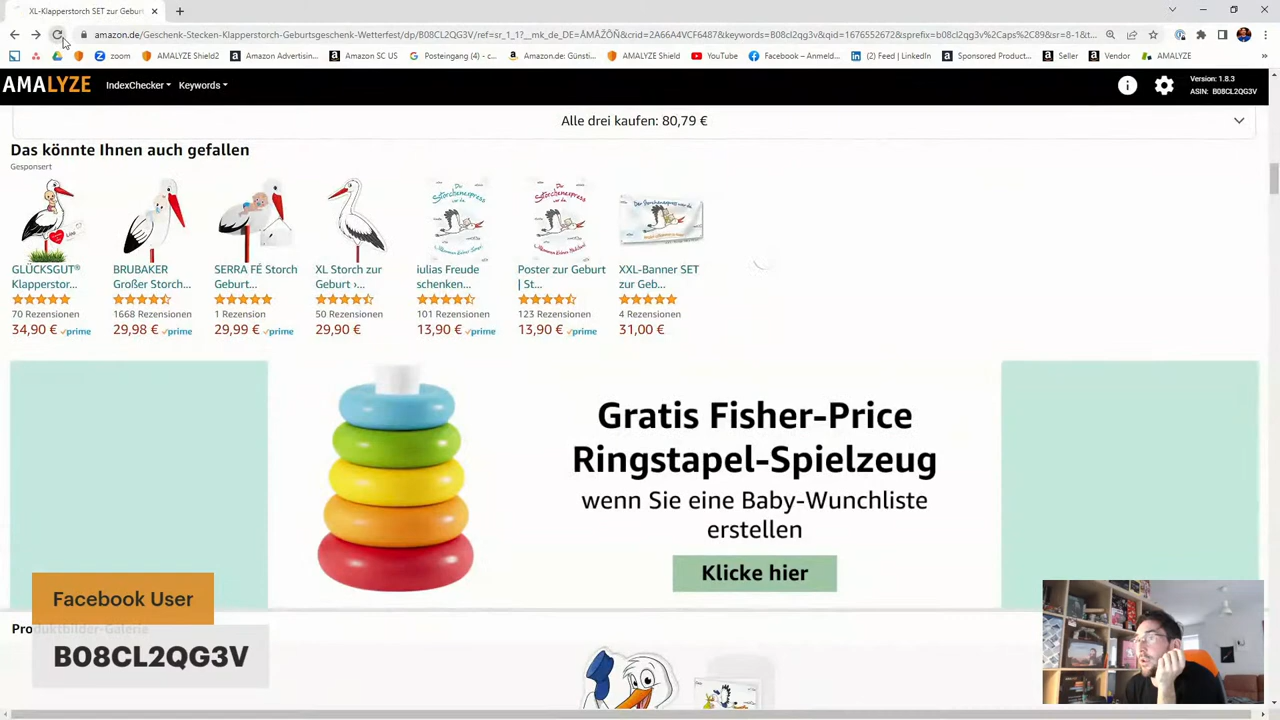 XL-Klapperstorch SET zur Geburt
amazon.de/Geschenk-Stecken-Klapperstorch-Geburtsgeschenk-Wetterfest/dp/B08CL2QG3V/ref=sr_1_1?__mk_de_DE=ÅMÅŽÕÑ&crid=2A66A4VCF6487&keywords=B08cl2qg3v&qid=1676552672&sprefix=b08cl2qg3v%2Caps%2C89&sr=8-1&t...
zoom
AMALYZE Shield2
Amazon Advertisin...
Amazon SC US
Posteingang (4) - c...
Amazon.de: Günsti...
AMALYZE Shield
YouTube
Facebook – Anmeld...
(2) Feed | LinkedIn
Sponsored Product...
Seller
Vendor
AMALYZE
AMALYZE IndexChecker Keywords
Version: 1.8.3
ASIN: B08CL2QG3V
Alle drei kaufen: 80,79 €
Das könnte Ihnen auch gefallen
Gesponsert
GLÜCKSGUT®
Klapperstor...
70 Rezensionen
34,90 € prime
BRUBAKER
Großer Storch...
1668 Rezensionen
29,98 € prime
SERRA FÉ Storch
Geburt...
1 Rezension
29,99 € prime
XL Storch zur
Geburt ›...
50 Rezensionen
29,90 €
iulias Freude
schenken...
101 Rezensionen
13,90 € prime
Poster zur Geburt
| St...
123 Rezensionen
13,90 € prime
XXL-Banner SET
zur Geb...
4 Rezensionen
31,00 €
Gratis Fisher-Price
Ringstapel-Spielzeug
wenn Sie eine Baby-Wunchliste
erstellen
Klicke hier
Facebook User
Produktbilder-Galerie
B08CL2QG3V